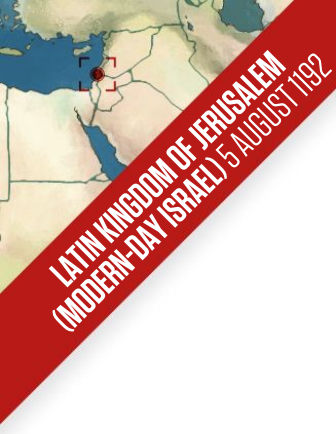 LATIN KINGDOM OF JERUSALEM
(MODERN-DAY ISRAEL) 5 AUGUST 1192